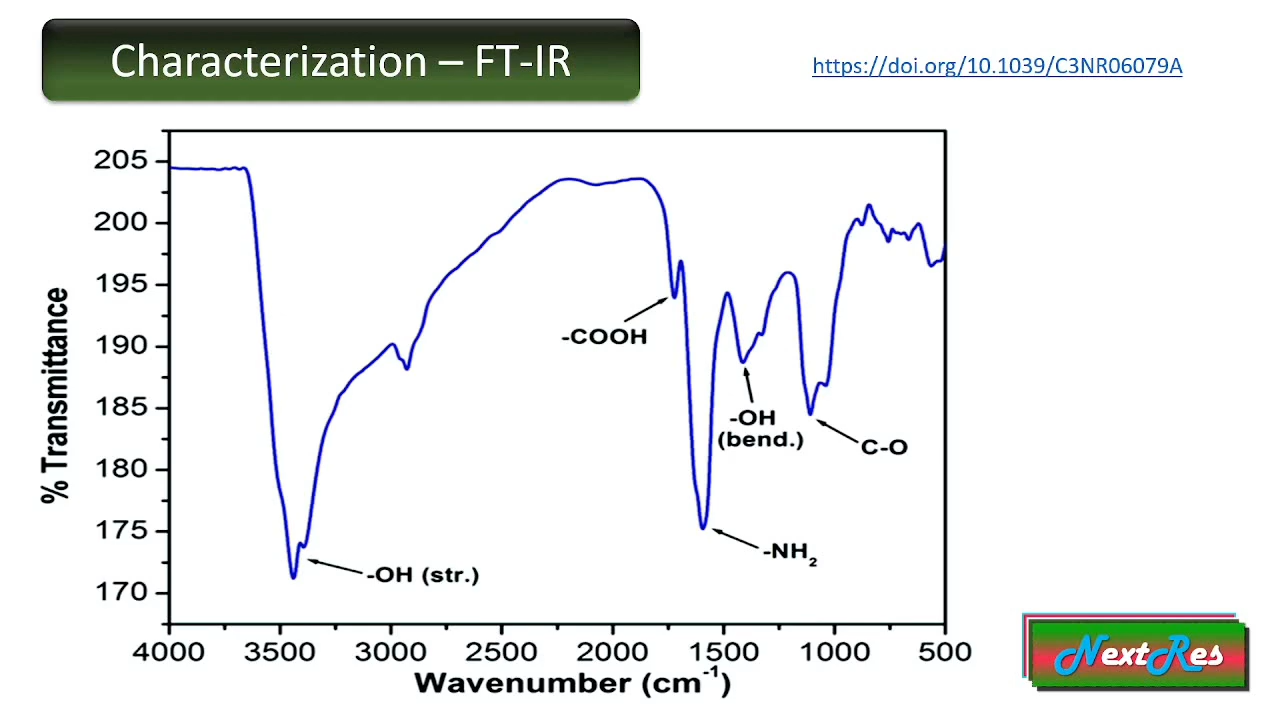 Characterization – FT-IR
https://doi.org/10.1039/C3NR06079A
205
200
195
190
185
180
175
170
% Transmittance
-COOH
-OH
(bend.)
C-O
-NH₂
-OH (str.)
4000 3500 3000 2500 2000 1500 1000 500
Wavenumber (cm⁻¹)
NextRes